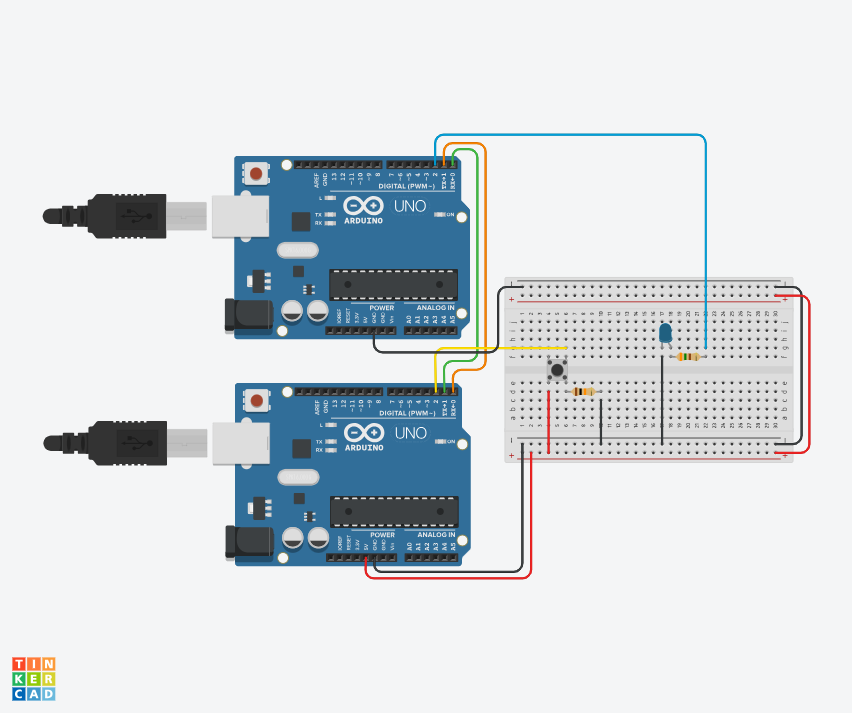 AREF
GND
13
12
~11
~10
~9
8
7
~6
~5
4
~3
2
TX→1
RX←0
DIGITAL (PWM~)
L
TX
RX
ARDUINO
UNO
ON
POWER
ANALOG IN
IOREF
RESET
3.3V
5V
GND
GND
Vin
A0
A1
A2
A3
A4
A5
AREF
GND
13
12
~11
~10
~9
8
7
~6
~5
4
~3
2
TX→1
RX←0
DIGITAL (PWM~)
L
TX
RX
ARDUINO
UNO
ON
POWER
ANALOG IN
IOREF
RESET
3.3V
5V
GND
GND
Vin
A0
A1
A2
A3
A4
A5
TIN
KER
CAD